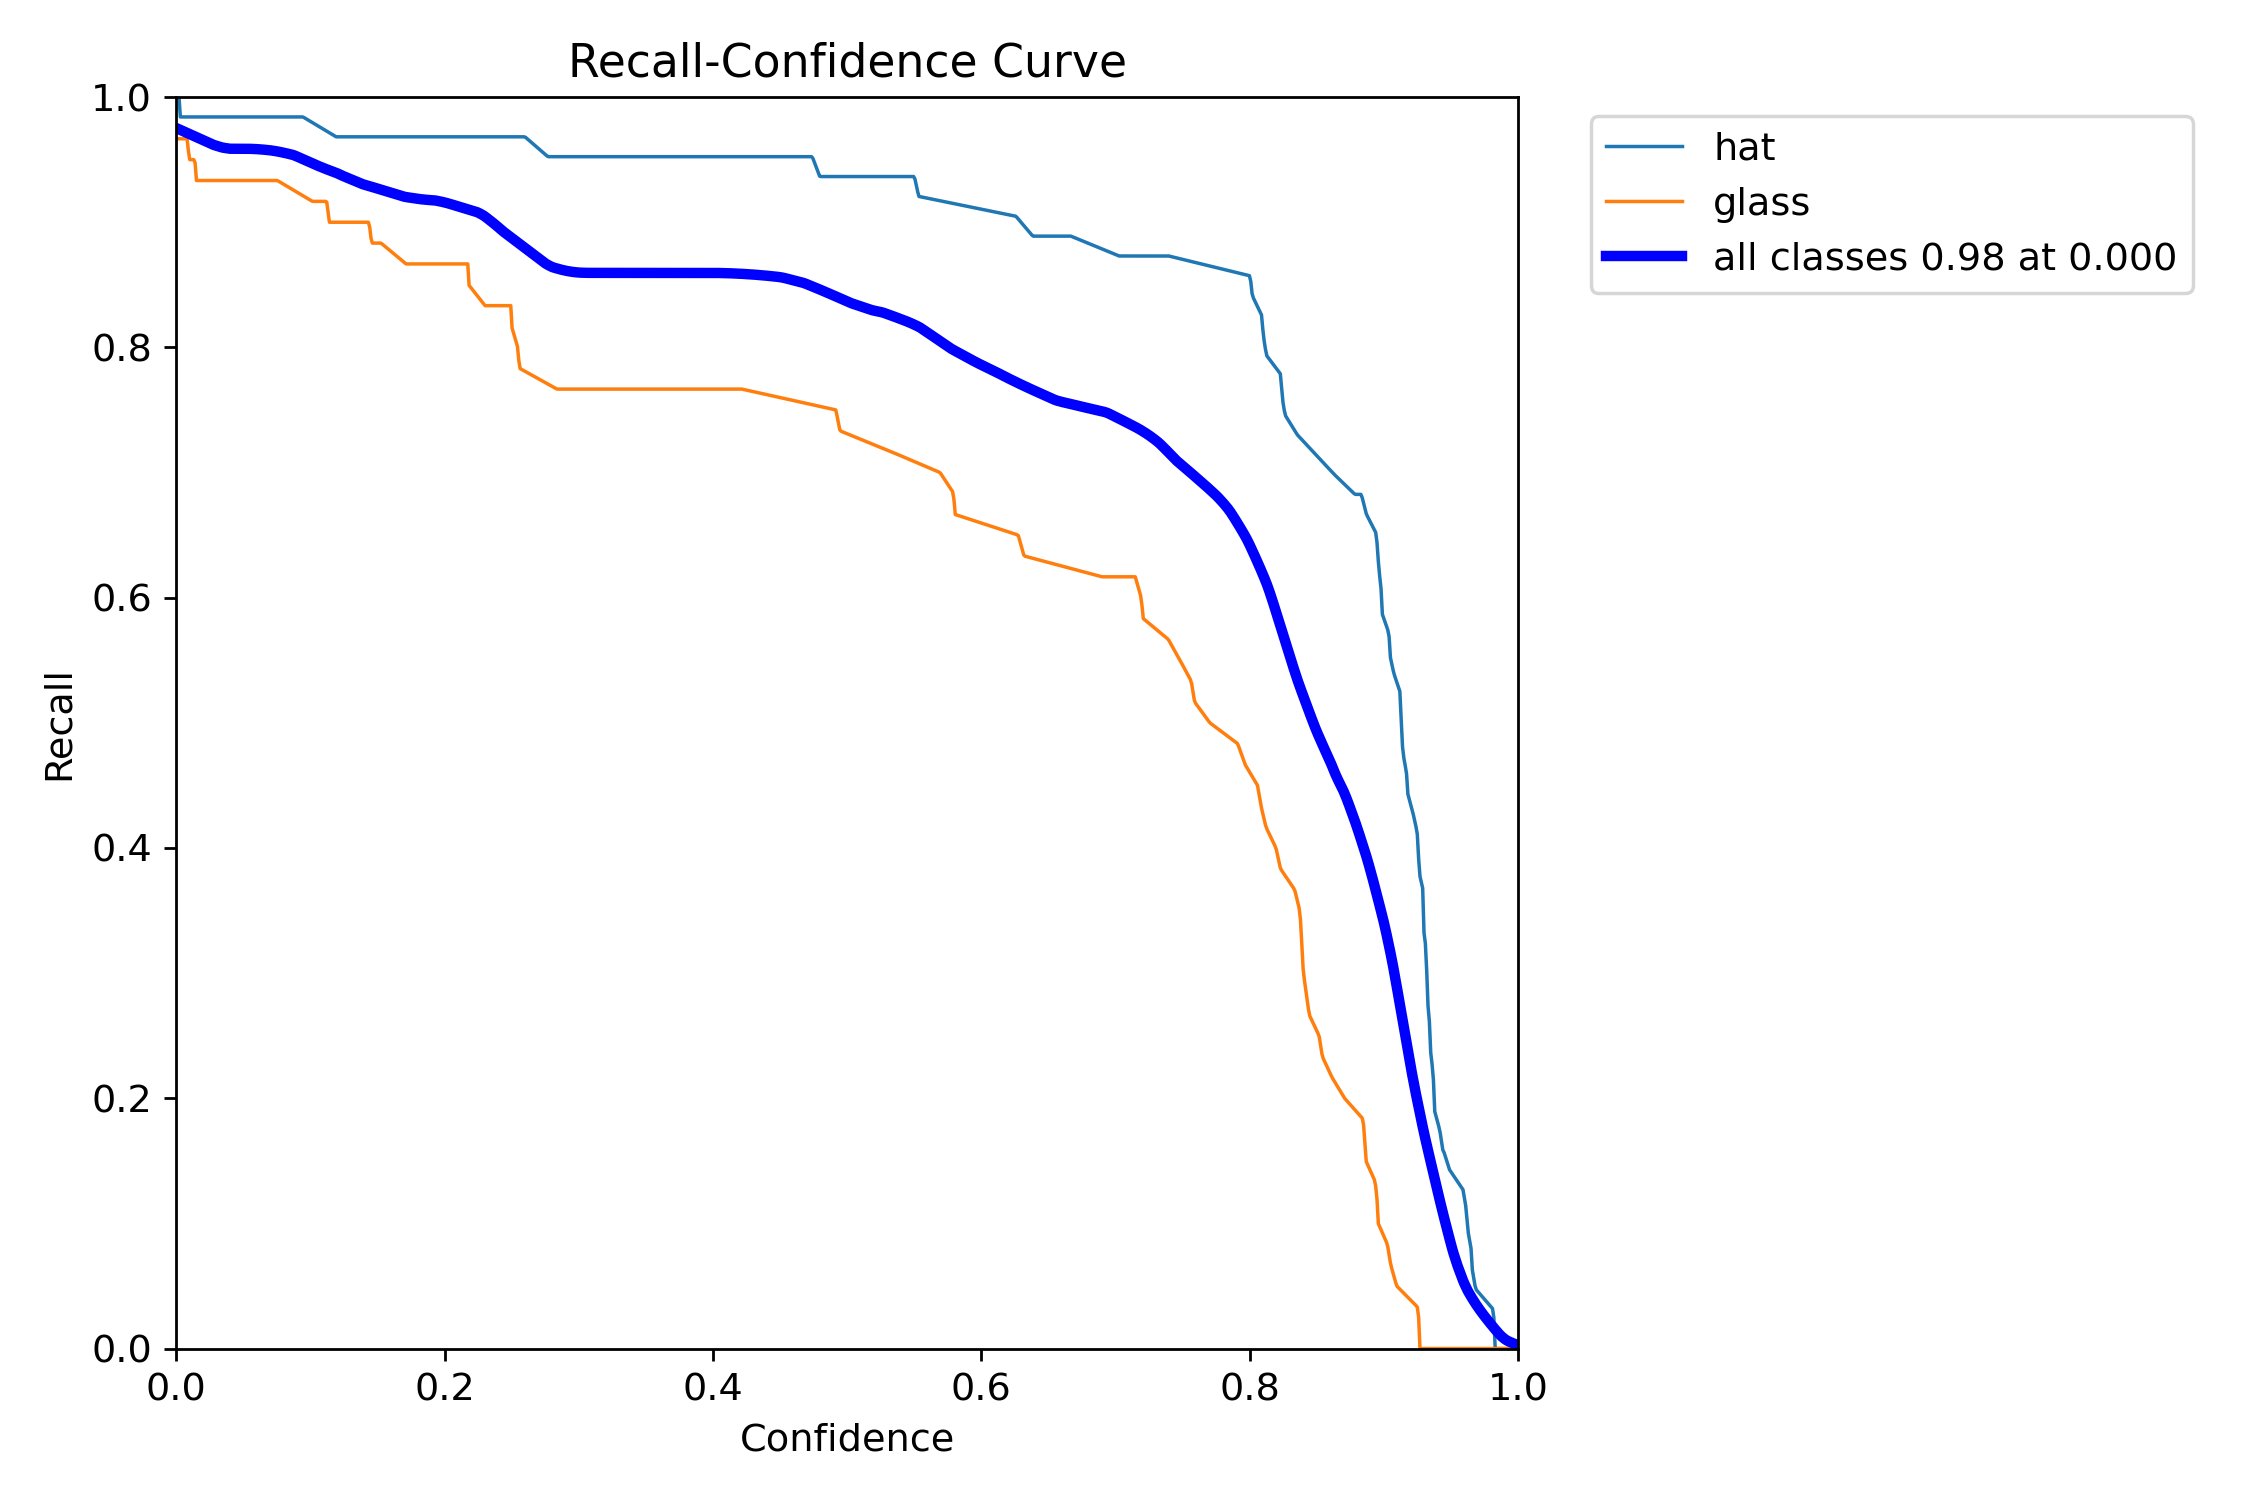 Recall-Confidence Curve
1.0
0.8
0.6
0.4
0.2
0.0
Recall
0.0 0.2 0.4 0.6 0.8 1.0
Confidence
hat
glass
all classes 0.98 at 0.000